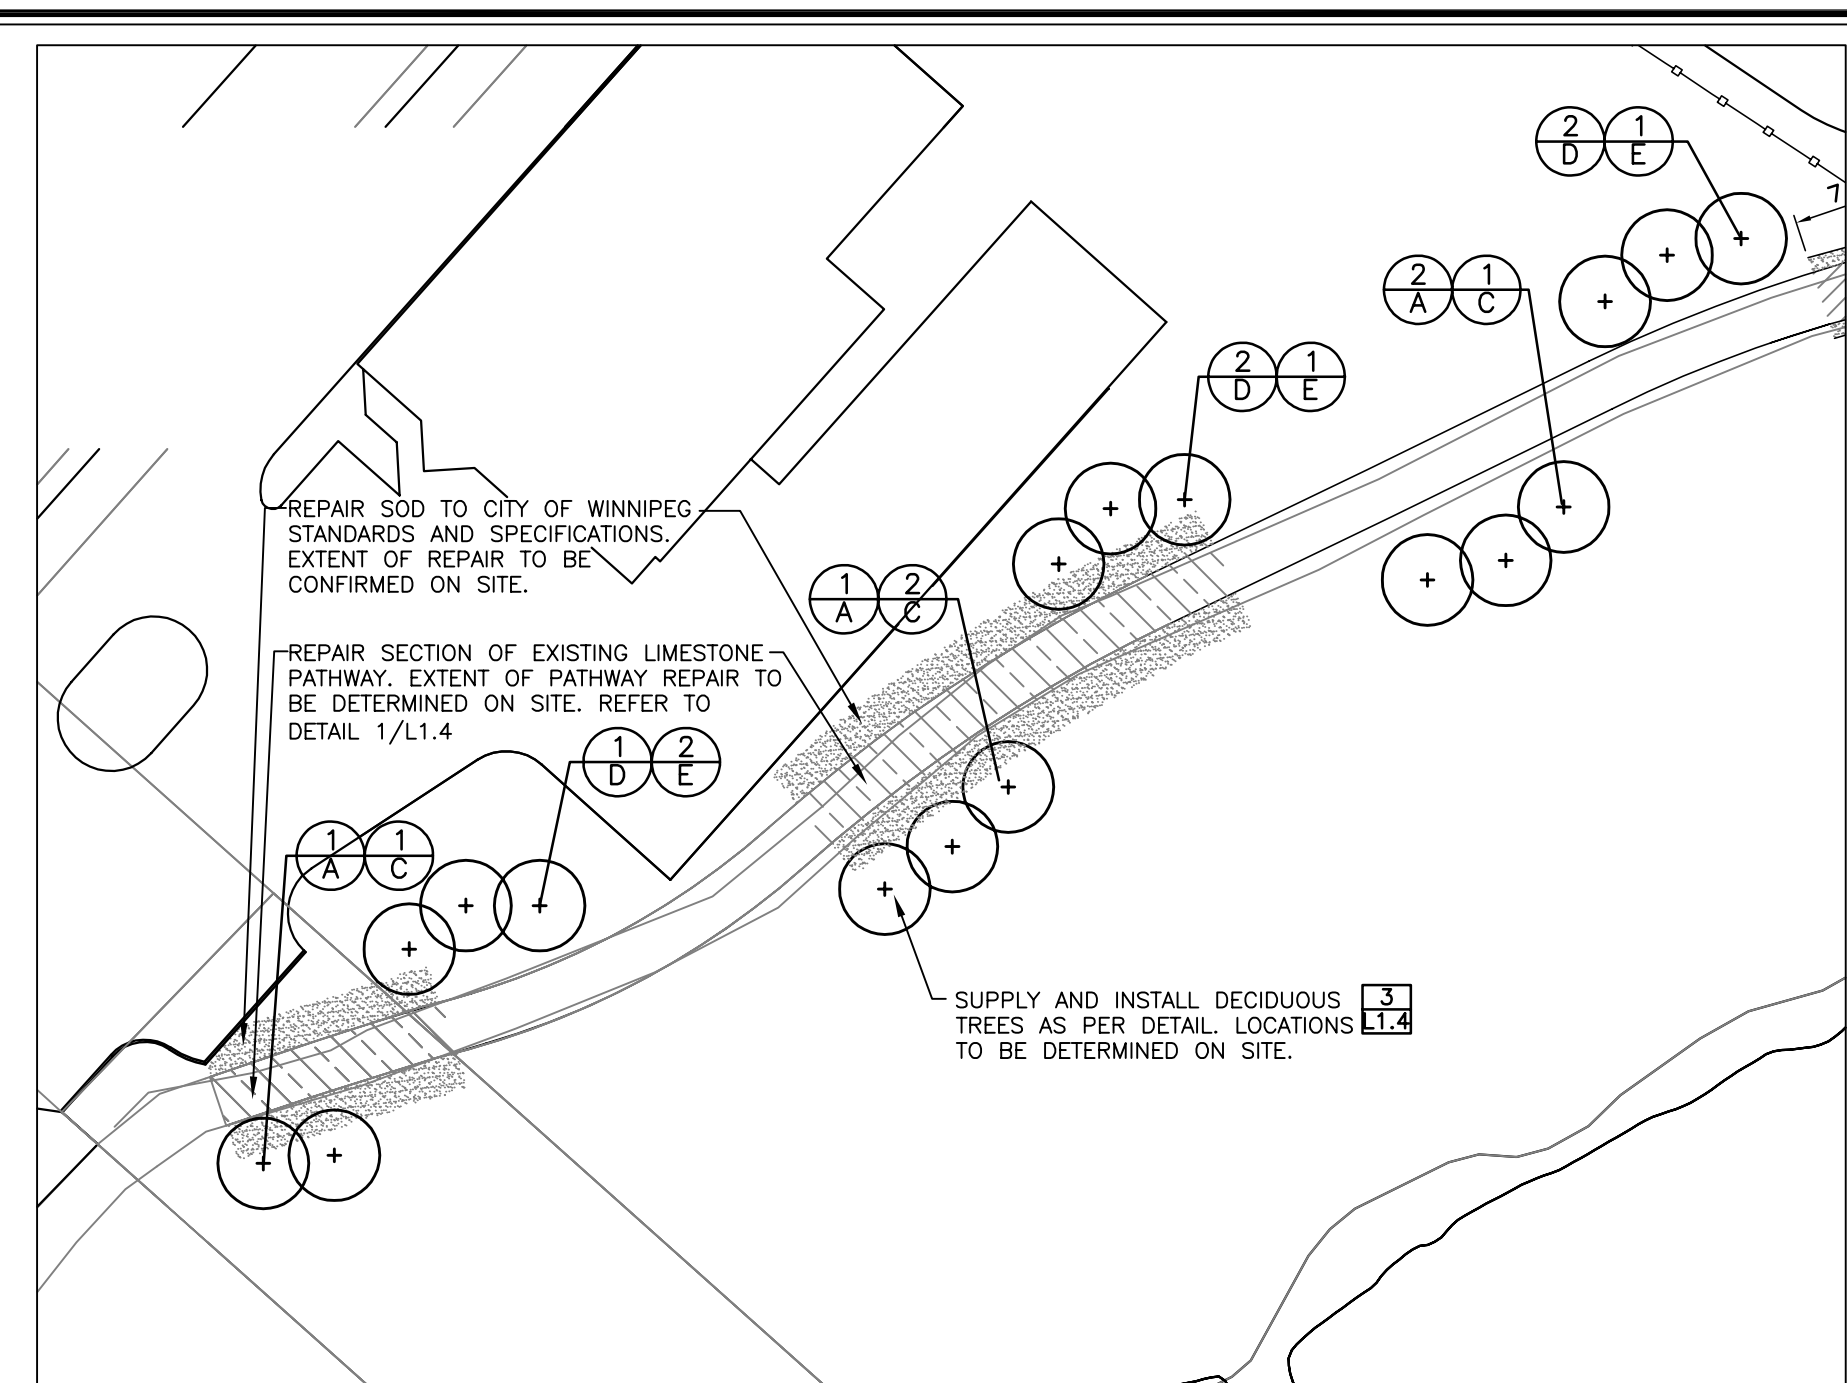 2 1
D E
7
2 1
A C
2 1
D E
REPAIR SOD TO CITY OF WINNIPEG
STANDARDS AND SPECIFICATIONS.
EXTENT OF REPAIR TO BE
CONFIRMED ON SITE.
1 2
A C
REPAIR SECTION OF EXISTING LIMESTONE
PATHWAY. EXTENT OF PATHWAY REPAIR TO
BE DETERMINED ON SITE. REFER TO
DETAIL 1/L1.4
1 2
D E
1 1
A C
SUPPLY AND INSTALL DECIDUOUS
TREES AS PER DETAIL. LOCATIONS
TO BE DETERMINED ON SITE.
3
L1.4